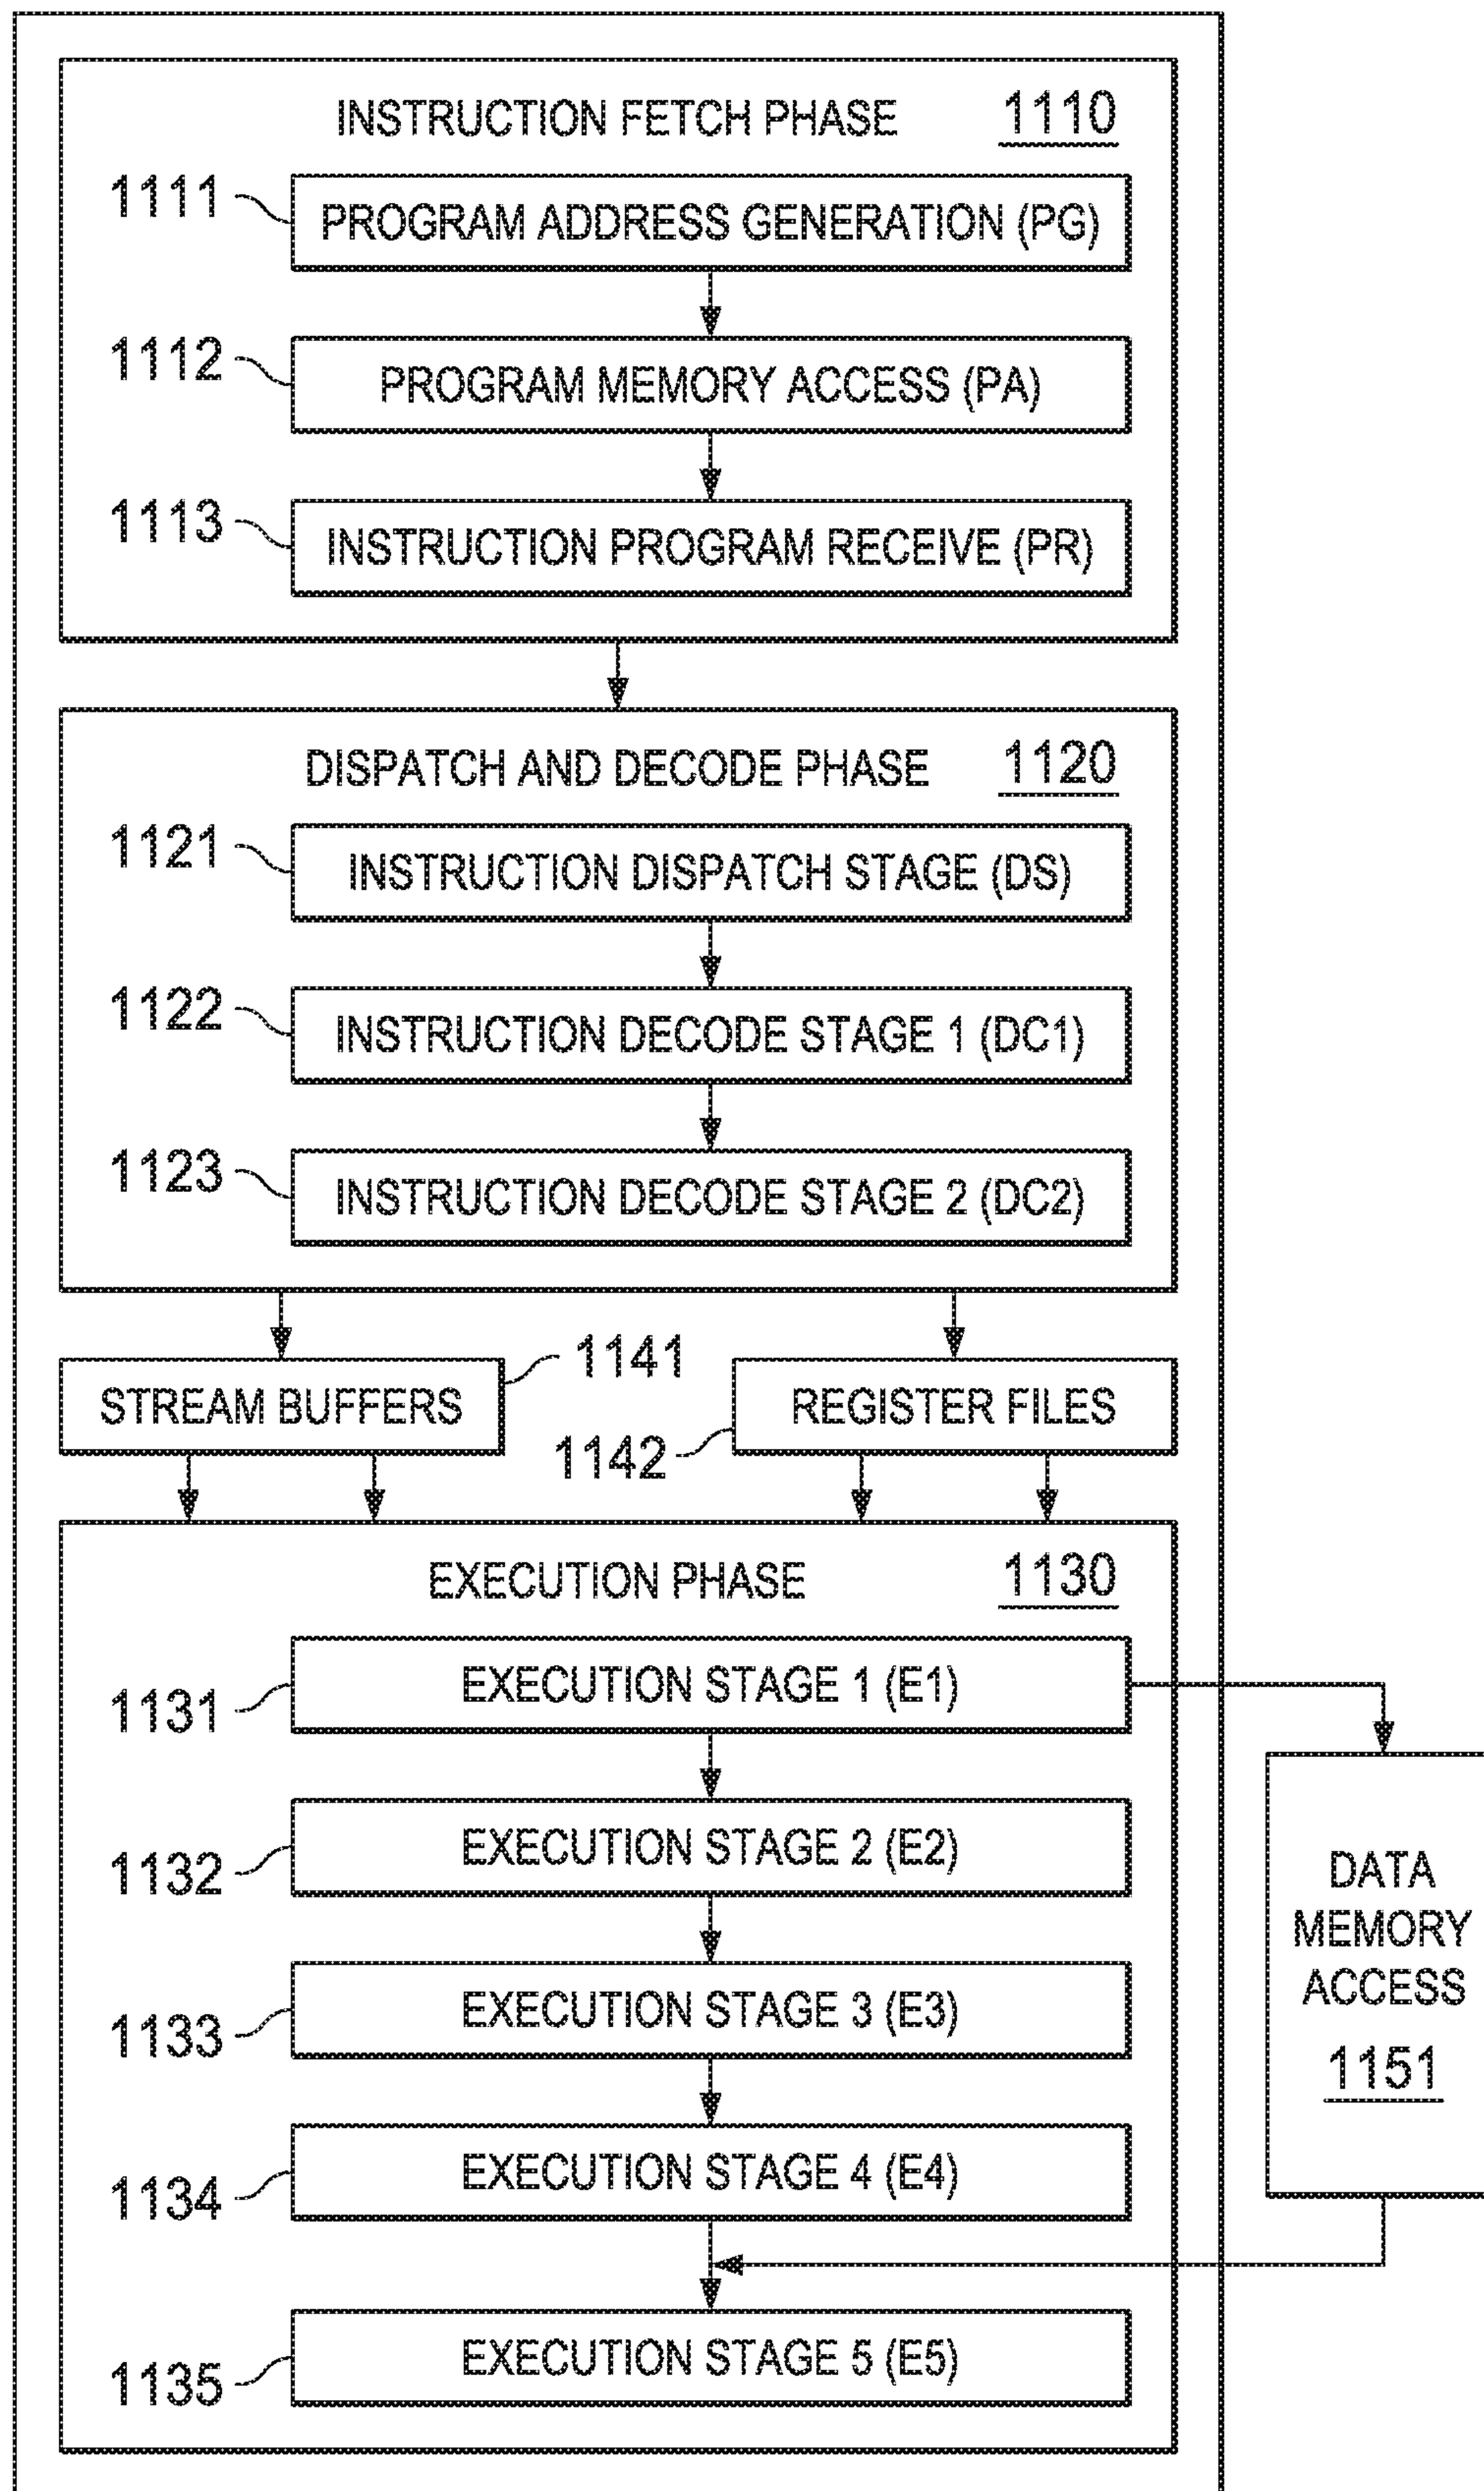 INSTRUCTION FETCH PHASE 1110
1111 PROGRAM ADDRESS GENERATION (PG)
1112 PROGRAM MEMORY ACCESS (PA)
1113 INSTRUCTION PROGRAM RECEIVE (PR)
DISPATCH AND DECODE PHASE 1120
1121 INSTRUCTION DISPATCH STAGE (DS)
1122 INSTRUCTION DECODE STAGE 1 (DC1)
1123 INSTRUCTION DECODE STAGE 2 (DC2)
STREAM BUFFERS 1141
1142 REGISTER FILES
EXECUTION PHASE 1130
1131 EXECUTION STAGE 1 (E1)
1132 EXECUTION STAGE 2 (E2)
1133 EXECUTION STAGE 3 (E3)
1134 EXECUTION STAGE 4 (E4)
1135 EXECUTION STAGE 5 (E5)
DATA
MEMORY
ACCESS
1151